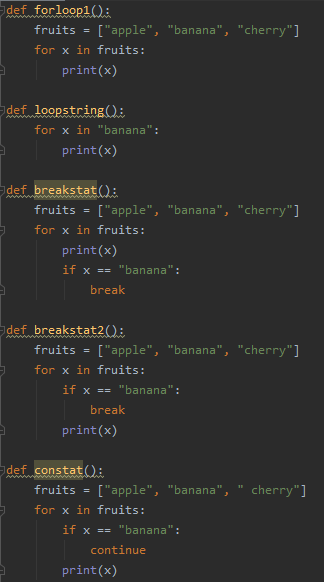 def forloop1():
    fruits = ["apple", "banana", "cherry"]
    for x in fruits:
        print(x)

def loopstring():
    for x in "banana":
        print(x)

def breakstat():
    fruits = ["apple", "banana", "cherry"]
    for x in fruits:
        print(x)
        if x == "banana":
            break

def breakstat2():
    fruits = ["apple", "banana", "cherry"]
    for x in fruits:
        if x == "banana":
            break
        print(x)

def constat():
    fruits = ["apple", "banana", " cherry"]
    for x in fruits:
        if x == "banana":
            continue
        print(x)